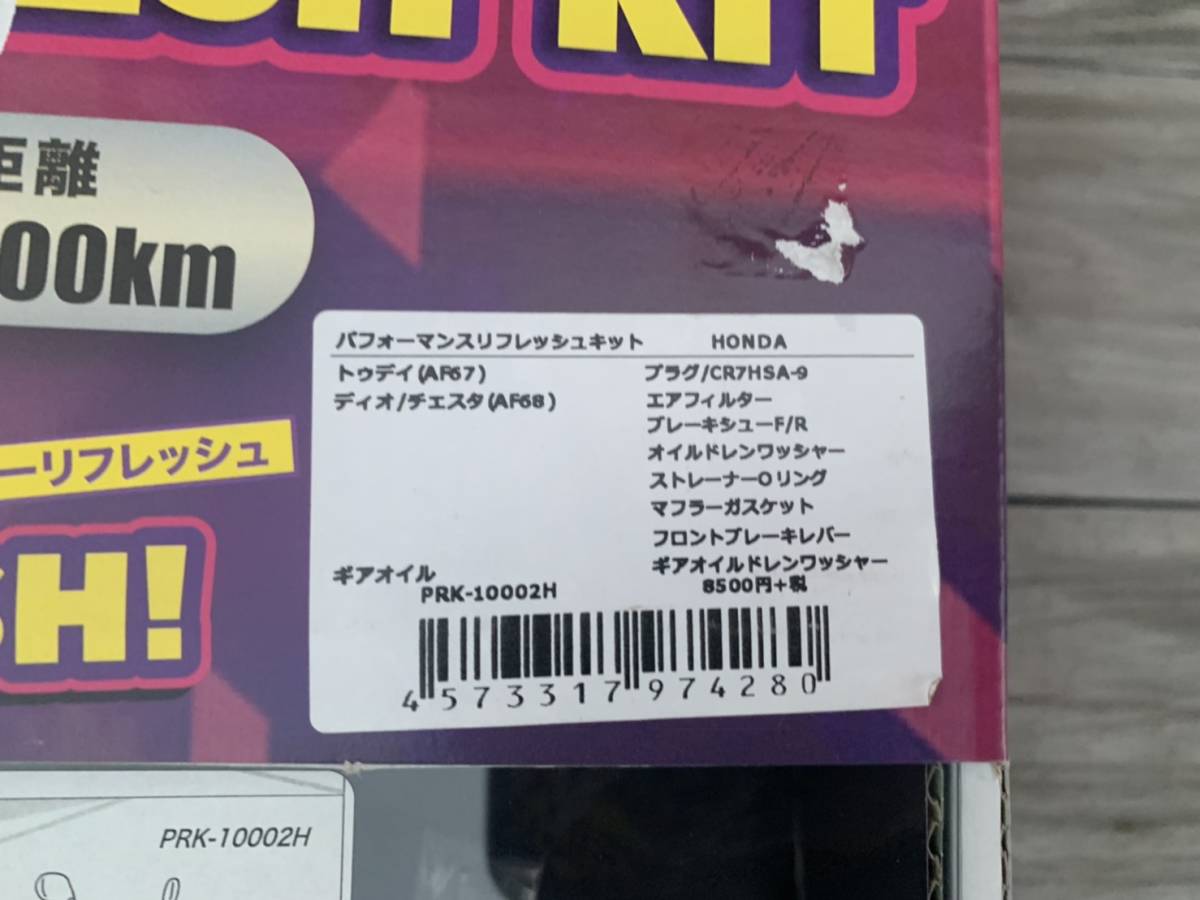 KIT
距離
00km
ーリフレッシュ
SH!
パフォーマンスリフレッシュキット HONDA
トゥデイ(AF67) プラグ/CR7HSA-9
ディオ/チェスタ(AF68) エアフィルター
ブレーキシューF/R
オイルドレンワッシャー
ストレーナーOリング
マフラーガスケット
フロントブレーキレバー
ギアオイル ギアオイルドレンワッシャー
PRK-10002H 8500円+税
4573317974280
PRK-10002H